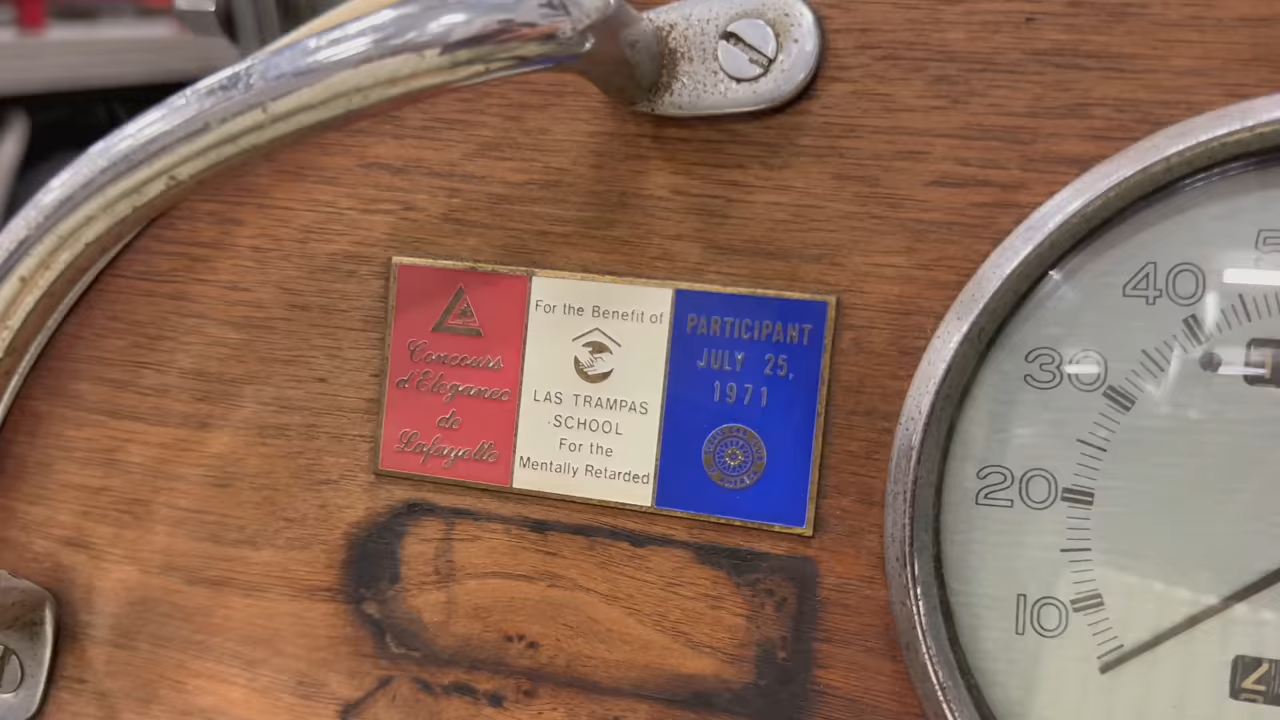 Concours
d'Elegance
de
Lafayette
For the Benefit of
LAS TRAMPAS
SCHOOL
For the
Mentally Retarded
PARTICIPANT
JULY 25,
1971
40
30
20
10